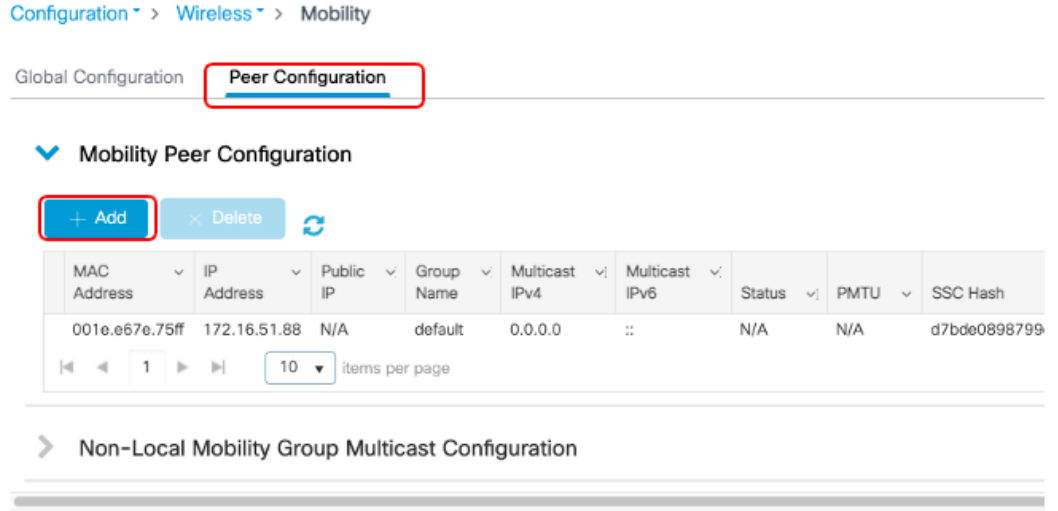 Configuration > Wireless > Mobility
Global Configuration Peer Configuration
Mobility Peer Configuration
+ Add × Delete
MAC Address IP Address Public IP Group Name Multicast IPv4 Multicast IPv6 Status PMTU SSC Hash
001e.e67e.75ff 172.16.51.88 N/A default 0.0.0.0 :: N/A N/A d7bde0898799
1 10 items per page
Non-Local Mobility Group Multicast Configuration